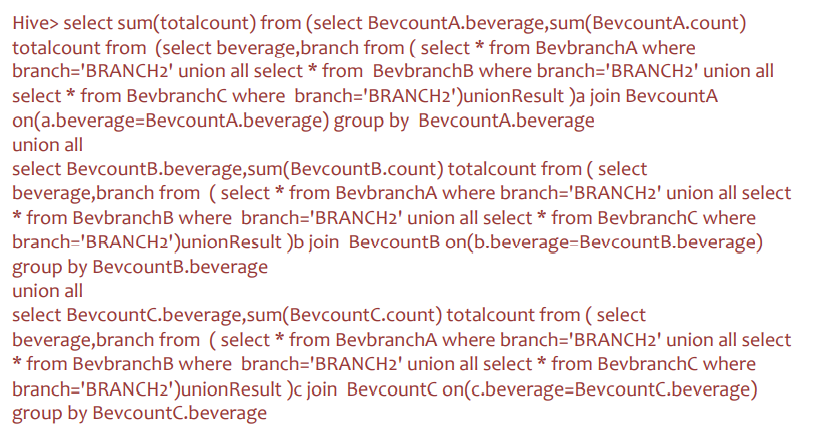 Hive> select sum(totalcount) from (select BevcountA.beverage,sum(BevcountA.count)
totalcount from  (select beverage,branch from ( select * from BevbranchA where
branch='BRANCH2' union all select * from  BevbranchB where branch='BRANCH2' union all
select * from BevbranchC where  branch='BRANCH2')unionResult )a join BevcountA
on(a.beverage=BevcountA.beverage) group by  BevcountA.beverage
union all
select BevcountB.beverage,sum(BevcountB.count) totalcount from ( select
beverage,branch from  ( select * from BevbranchA where branch='BRANCH2' union all select
* from BevbranchB where  branch='BRANCH2' union all select * from BevbranchC where
branch='BRANCH2')unionResult )b join  BevcountB on(b.beverage=BevcountB.beverage)
group by BevcountB.beverage
union all
select BevcountC.beverage,sum(BevcountC.count) totalcount from ( select
beverage,branch from  ( select * from BevbranchA where branch='BRANCH2' union all select
* from BevbranchB where  branch='BRANCH2' union all select * from BevbranchC where
branch='BRANCH2')unionResult )c join  BevcountC on(c.beverage=BevcountC.beverage)
group by BevcountC.beverage